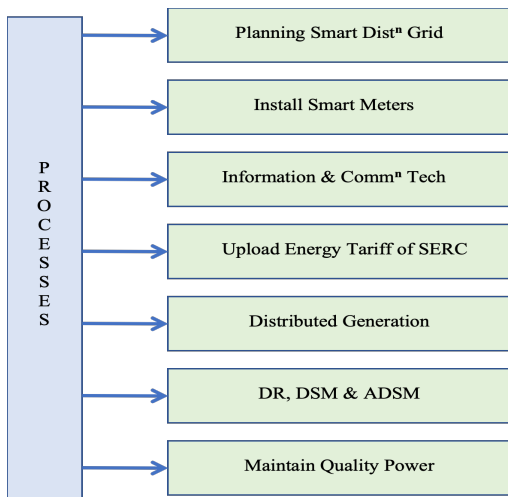 PROCESSES
Planning Smart Distⁿ Grid
Install Smart Meters
Information & Commⁿ Tech
Upload Energy Tariff of SERC
Distributed Generation
DR, DSM & ADSM
Maintain Quality Power